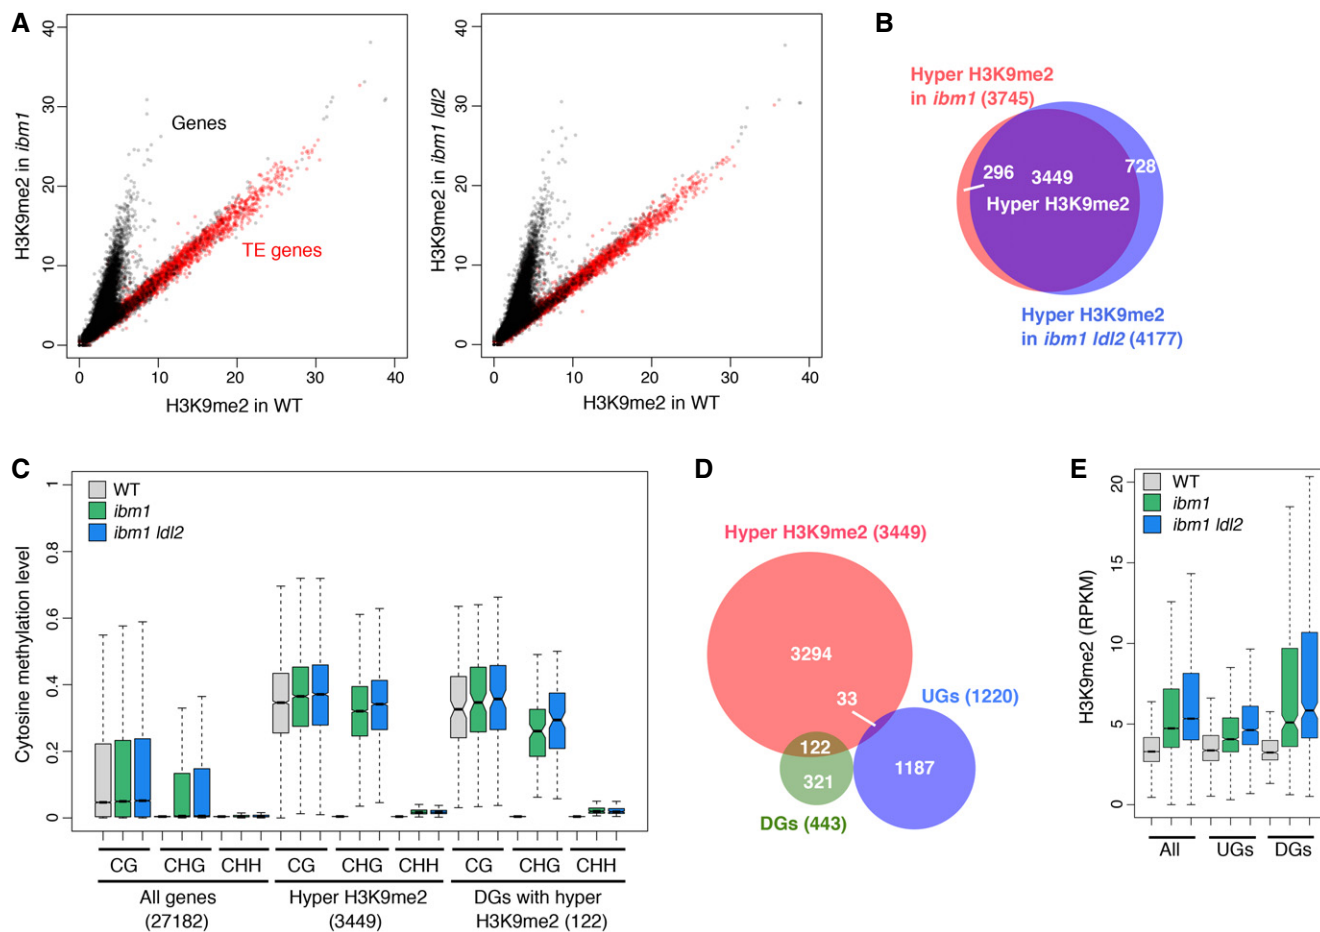 A
40
30
20
10
0
H3K9me2 in ibm1
Genes
TE genes
0 10 20 30 40
H3K9me2 in WT
40
30
20
10
0
H3K9me2 in ibm1 ldl2
0 10 20 30 40
H3K9me2 in WT
B
Hyper H3K9me2
in ibm1 (3745)
296 3449 728
Hyper H3K9me2
Hyper H3K9me2
in ibm1 ldl2 (4177)
C
WT
ibm1
ibm1 ldl2
1
0.8
0.6
0.4
0.2
0
Cytosine methylation level
CG CHG CHH CG CHG CHH CG CHG CHH
All genes
(27182)
Hyper H3K9me2
(3449)
DGs with hyper
H3K9me2 (122)
D
Hyper H3K9me2 (3449)
3294
33
UGs (1220)
122
321
1187
DGs (443)
E
WT
ibm1
ibm1 ldl2
20
15
10
5
0
H3K9me2 (RPKM)
All UGs DGs